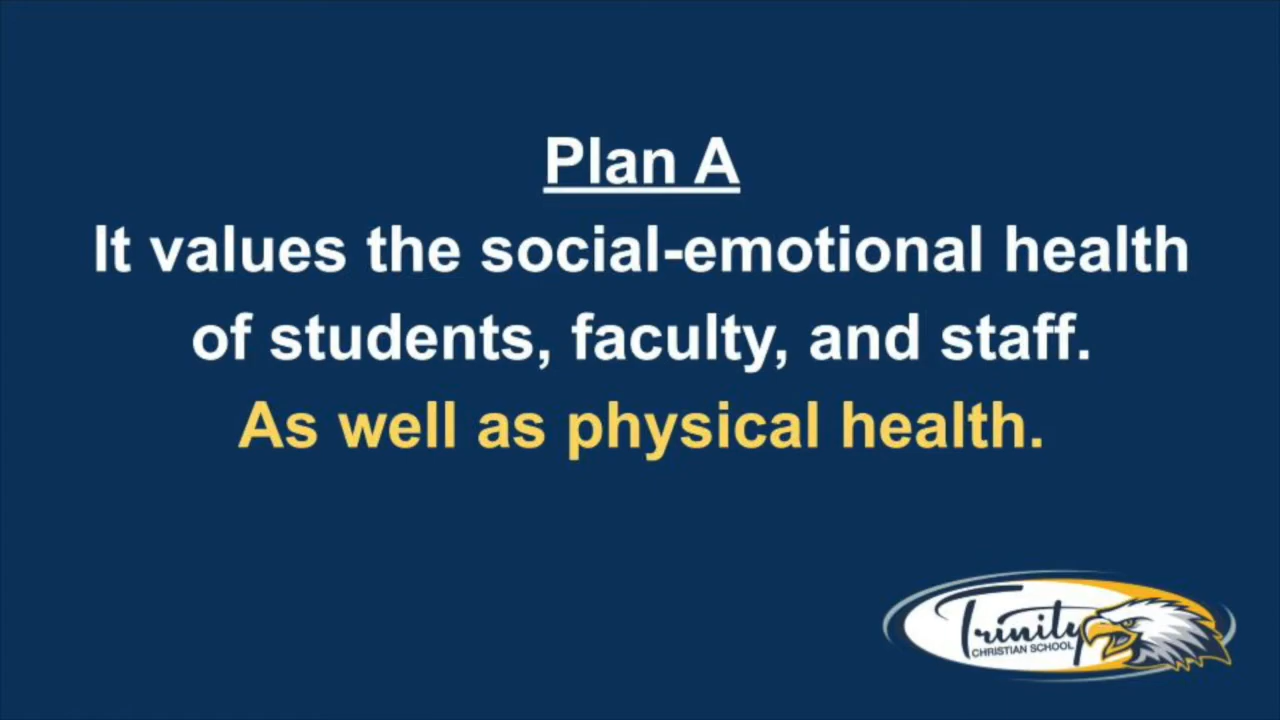 Plan A
It values the social-emotional health
of students, faculty, and staff.
As well as physical health.
Trinity
CHRISTIAN SCHOOL